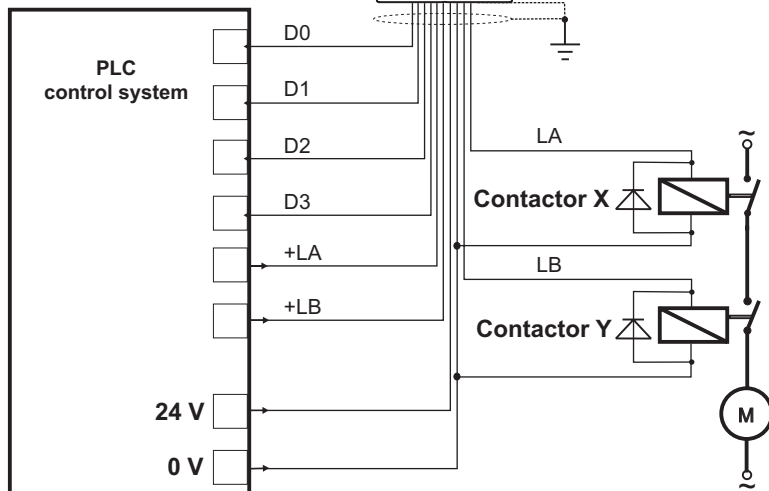 D0
PLC
control system
D1
LA
~
D2
Contactor X
D3
+LA
LB
+LB
Contactor Y
24 V
M
0 V
~